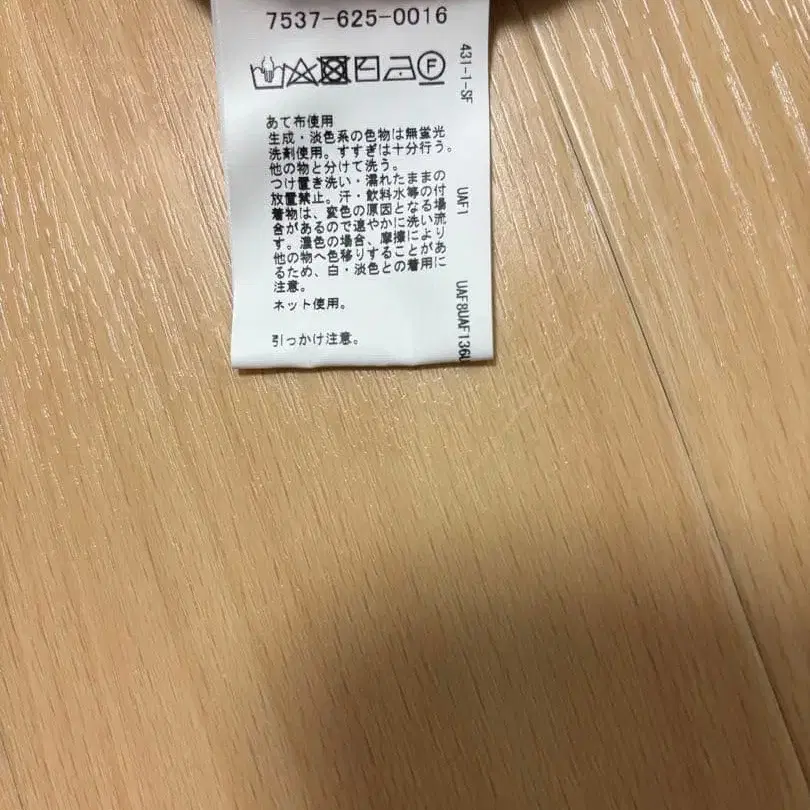 7537-625-0016
F
あて布使用
生成・淡色系の色物は無蛍光
洗剤使用。すすぎは十分行う。
他の物と分けて洗う。
つけ置き洗い・濡れたままの
放置禁止。汗・飲料水等の付
着物は、変色の原因となる場
合があるので速やかに洗い流
す。濃色の場合、摩擦により
他の物へ色移りすることがあ
るため、白・淡色との着用に
注意。
ネット使用。
引っかけ注意。
431-1-SF
UAF1
UAF8UAF136U